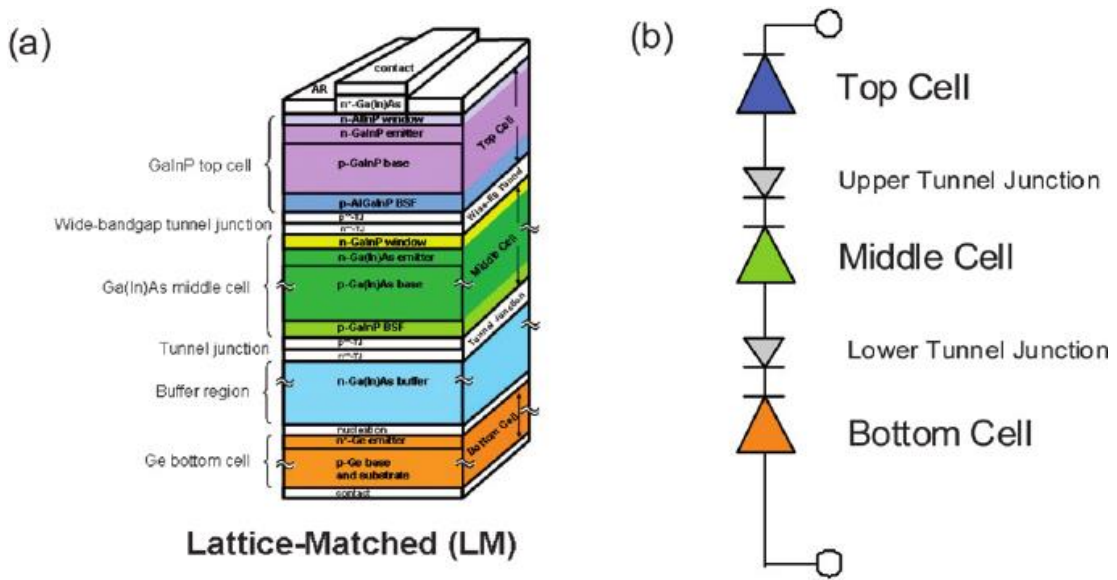 (a)
contact
AR
n⁺-Ga(In)As
n-AlInP window
n-GaInP emitter
p-GaInP base
p-AlGaInP BSF
p⁺⁺-TJ
n⁺⁺-TJ
n-GaInP window
n-Ga(In)As emitter
p-Ga(In)As base
p-GaInP BSF
p⁺⁺-TJ
n⁺⁺-TJ
n-Ga(In)As buffer
nucleation
n⁺-Ge emitter
p-Ge base
and substrate
contact
GaInP top cell
Wide-bandgap tunnel junction
Ga(In)As middle cell
Tunnel junction
Buffer region
Ge bottom cell
Top Cell
Tunnel
Middle Cell
Tunnel Junction
Bottom Cell
Lattice-Matched (LM)
(b)
Top Cell
Upper Tunnel Junction
Middle Cell
Lower Tunnel Junction
Bottom Cell